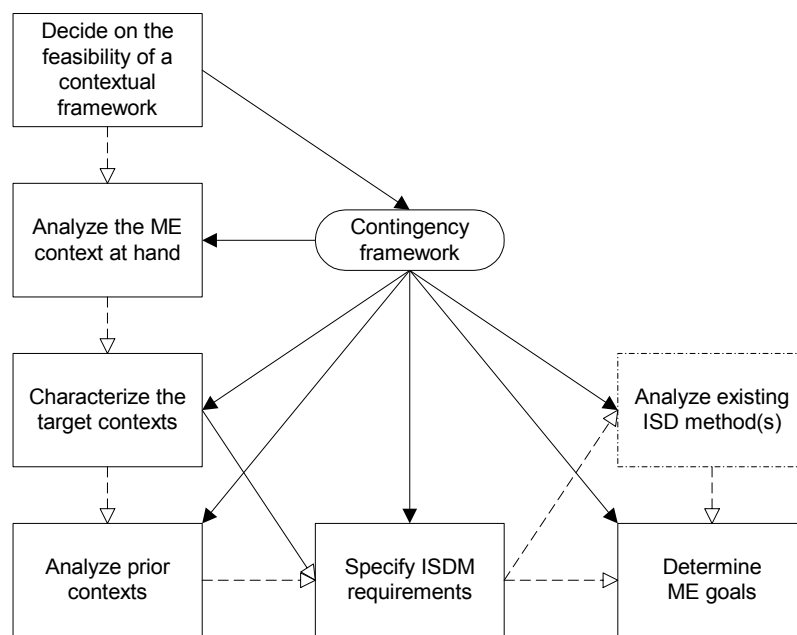 Decide on the
feasibility of a
contextual
framework
Analyze the ME
context at hand
Contingency
framework
Characterize the
target contexts
Analyze existing
ISD method(s)
Analyze prior
contexts
Specify ISDM
requirements
Determine
ME goals